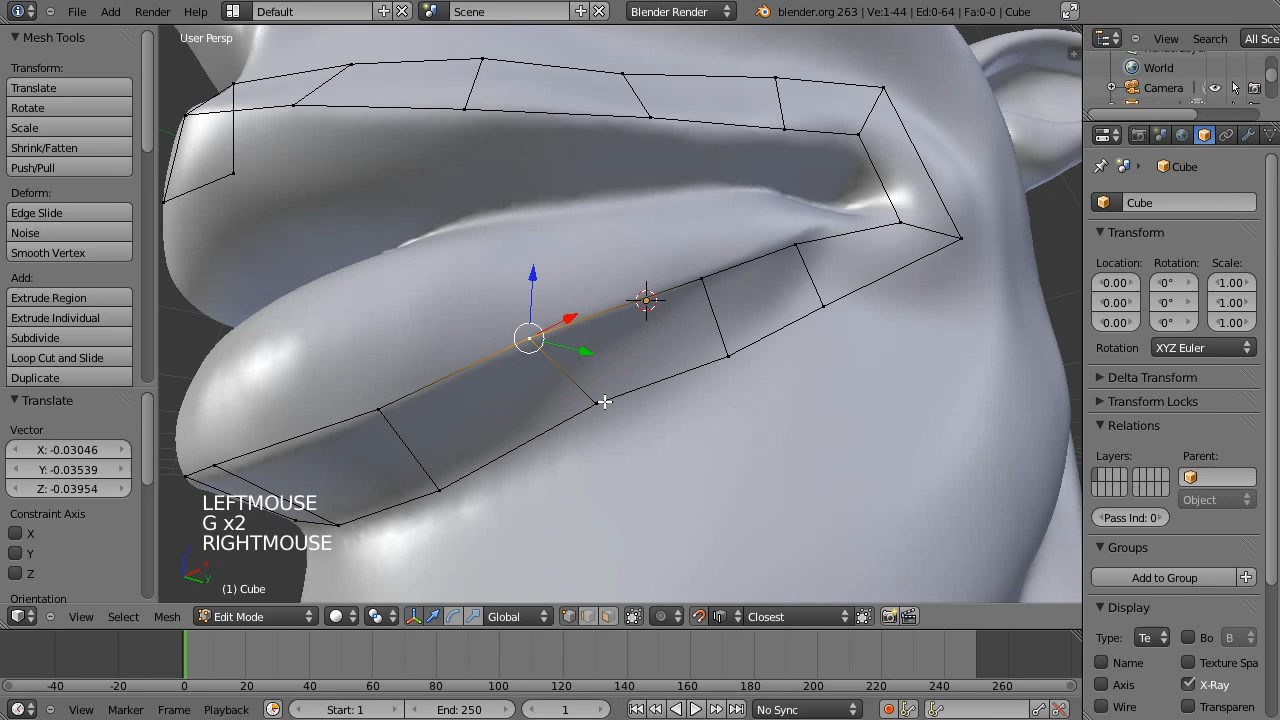 File Add Render Help Default Scene Blender Render blender.org 263 | Ve:1-44 | Ed:0-64 | Fa:0-0 | Cube
Mesh Tools
Transform:
Translate
Rotate
Scale
Shrink/Fatten
Push/Pull
Deform:
Edge Slide
Noise
Smooth Vertex
Add:
Extrude Region
Extrude Individual
Subdivide
Loop Cut and Slide
Duplicate
Translate
Vector
X: -0.03046
Y: -0.03539
Z: -0.03954
Constraint Axis
X
Y
Z
Orientation
User Persp
LEFTMOUSE
G x2
RIGHTMOUSE
(1) Cube
View Select Mesh Edit Mode Global Closest
-40 -20 0 20 40 60 80 100 120 140 160 180 200 220 240 260
View Marker Frame Playback Start: 1 End: 250 1 No Sync
View Search All Sce
World
Camera
Cube
Cube
Transform
Location: Rotation: Scale:
0.00 0° 1.00
0.00 0° 1.00
0.00 0° 1.00
Rotation XYZ Euler
Delta Transform
Transform Locks
Relations
Layers: Parent:
Object
Pass Ind: 0
Groups
Add to Group
Display
Type: Te Bo B
Name Texture Spa
Axis X-Ray
Wire Transparen